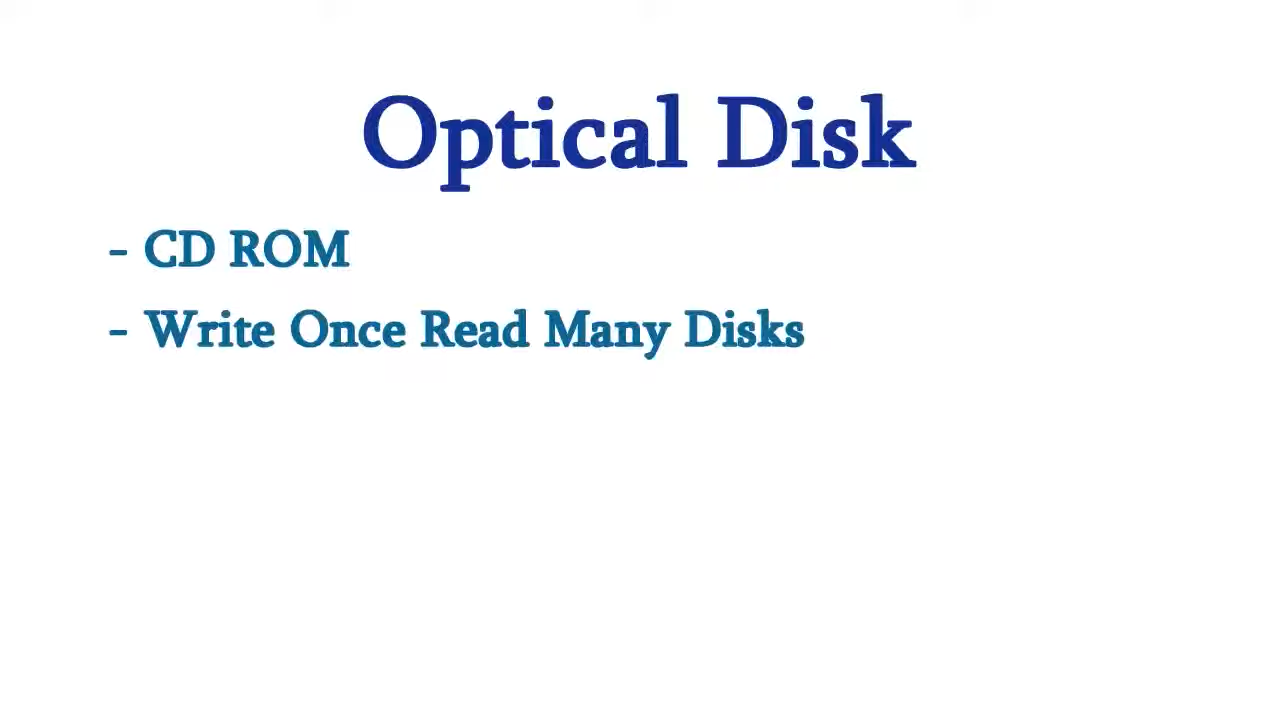 Optical Disk
- CD ROM
- Write Once Read Many Disks